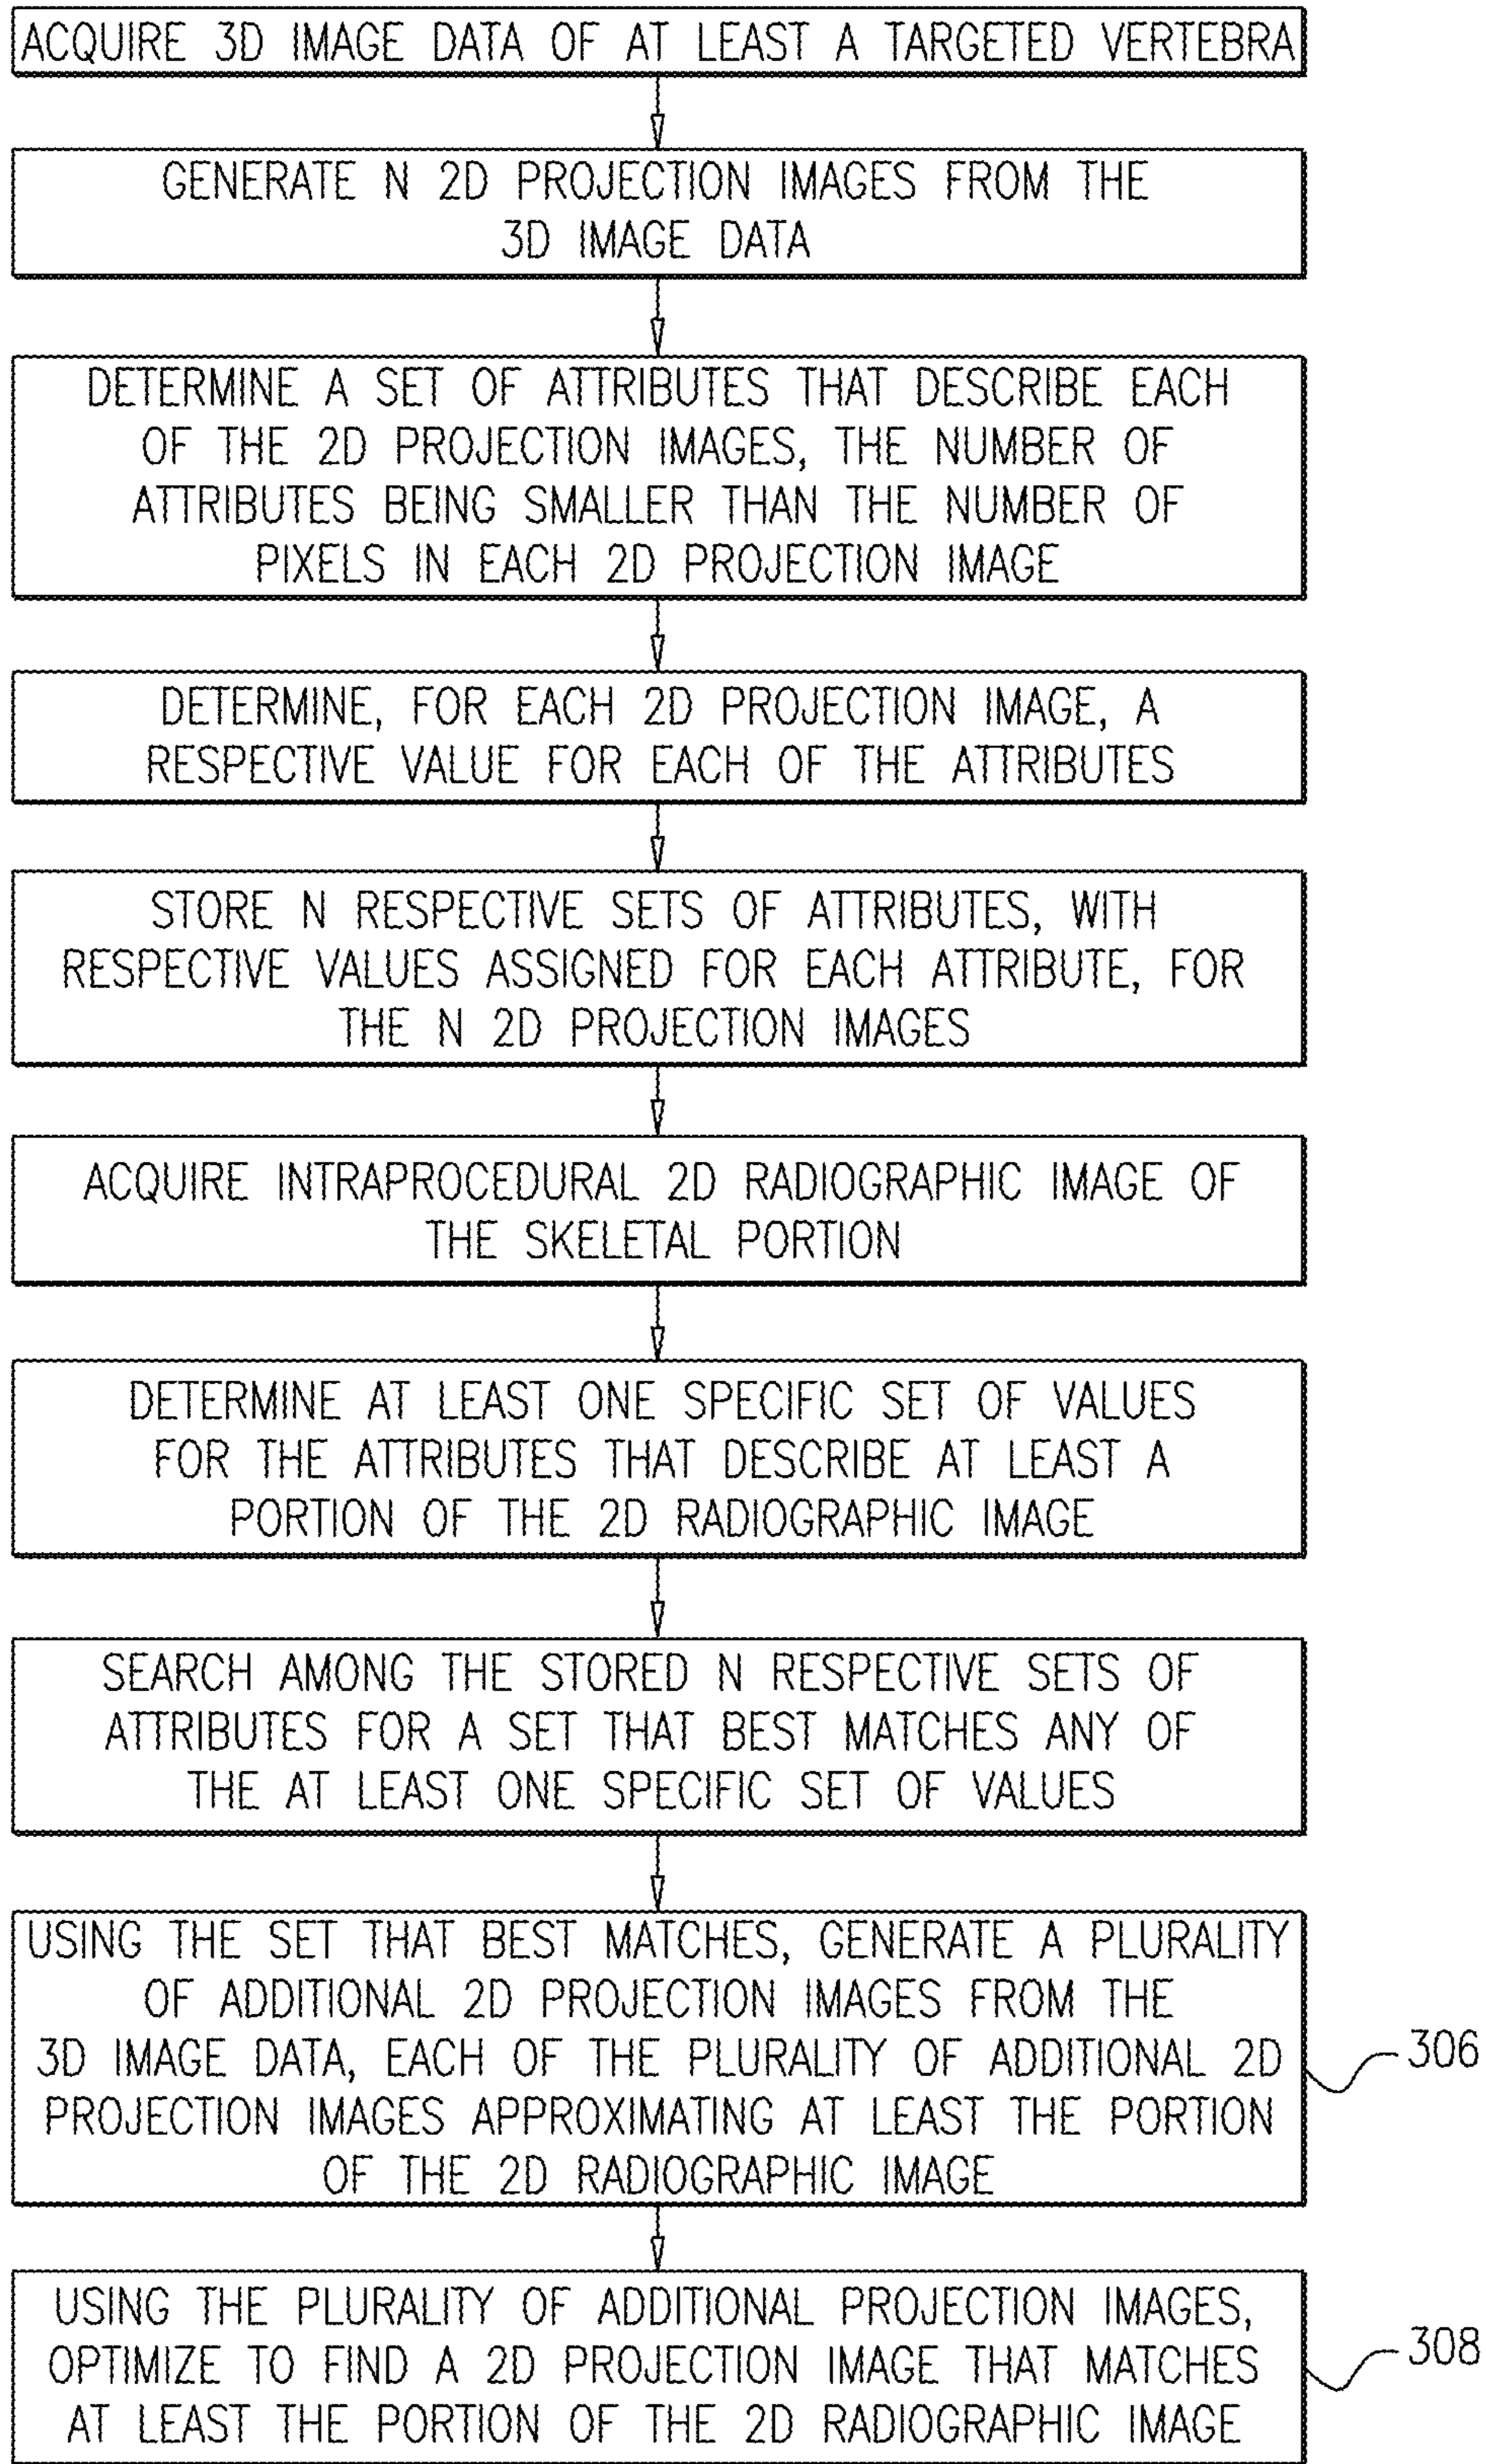 ACQUIRE 3D IMAGE DATA OF AT LEAST A TARGETED VERTEBRA
GENERATE N 2D PROJECTION IMAGES FROM THE
3D IMAGE DATA
DETERMINE A SET OF ATTRIBUTES THAT DESCRIBE EACH
OF THE 2D PROJECTION IMAGES, THE NUMBER OF
ATTRIBUTES BEING SMALLER THAN THE NUMBER OF
PIXELS IN EACH 2D PROJECTION IMAGE
DETERMINE, FOR EACH 2D PROJECTION IMAGE, A
RESPECTIVE VALUE FOR EACH OF THE ATTRIBUTES
STORE N RESPECTIVE SETS OF ATTRIBUTES, WITH
RESPECTIVE VALUES ASSIGNED FOR EACH ATTRIBUTE, FOR
THE N 2D PROJECTION IMAGES
ACQUIRE INTRAPROCEDURAL 2D RADIOGRAPHIC IMAGE OF
THE SKELETAL PORTION
DETERMINE AT LEAST ONE SPECIFIC SET OF VALUES
FOR THE ATTRIBUTES THAT DESCRIBE AT LEAST A
PORTION OF THE 2D RADIOGRAPHIC IMAGE
SEARCH AMONG THE STORED N RESPECTIVE SETS OF
ATTRIBUTES FOR A SET THAT BEST MATCHES ANY OF
THE AT LEAST ONE SPECIFIC SET OF VALUES
USING THE SET THAT BEST MATCHES, GENERATE A PLURALITY
OF ADDITIONAL 2D PROJECTION IMAGES FROM THE
3D IMAGE DATA, EACH OF THE PLURALITY OF ADDITIONAL 2D
PROJECTION IMAGES APPROXIMATING AT LEAST THE PORTION
OF THE 2D RADIOGRAPHIC IMAGE
306
USING THE PLURALITY OF ADDITIONAL PROJECTION IMAGES,
OPTIMIZE TO FIND A 2D PROJECTION IMAGE THAT MATCHES
AT LEAST THE PORTION OF THE 2D RADIOGRAPHIC IMAGE
308